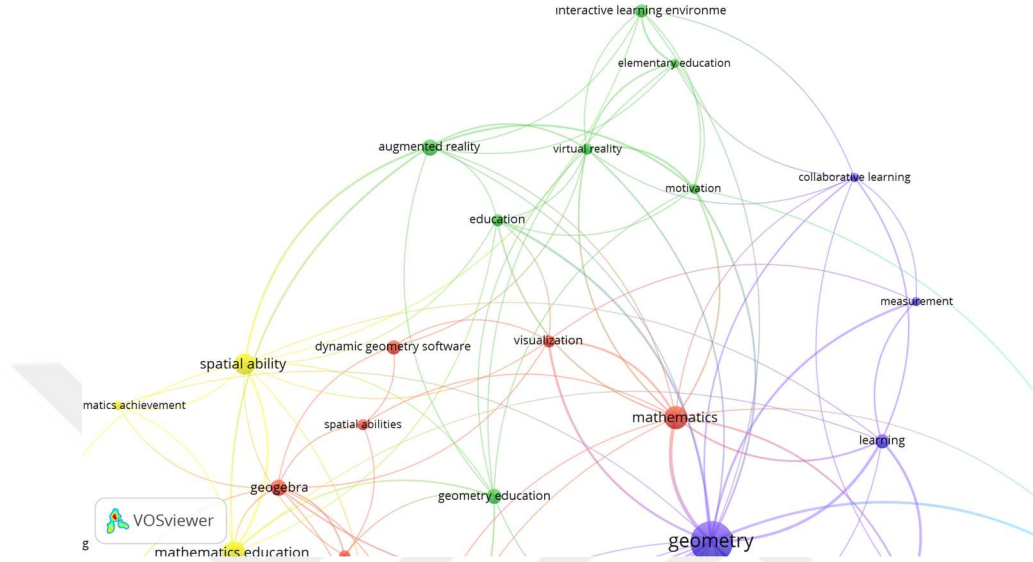 interactive learning environme
elementary education
augmented reality
virtual reality
collaborative learning
motivation
education
measurement
dynamic geometry software
visualization
spatial ability
matics achievement
mathematics
spatial abilities
learning
geogebra
geometry education
VOSviewer
geometry
g
mathematics education